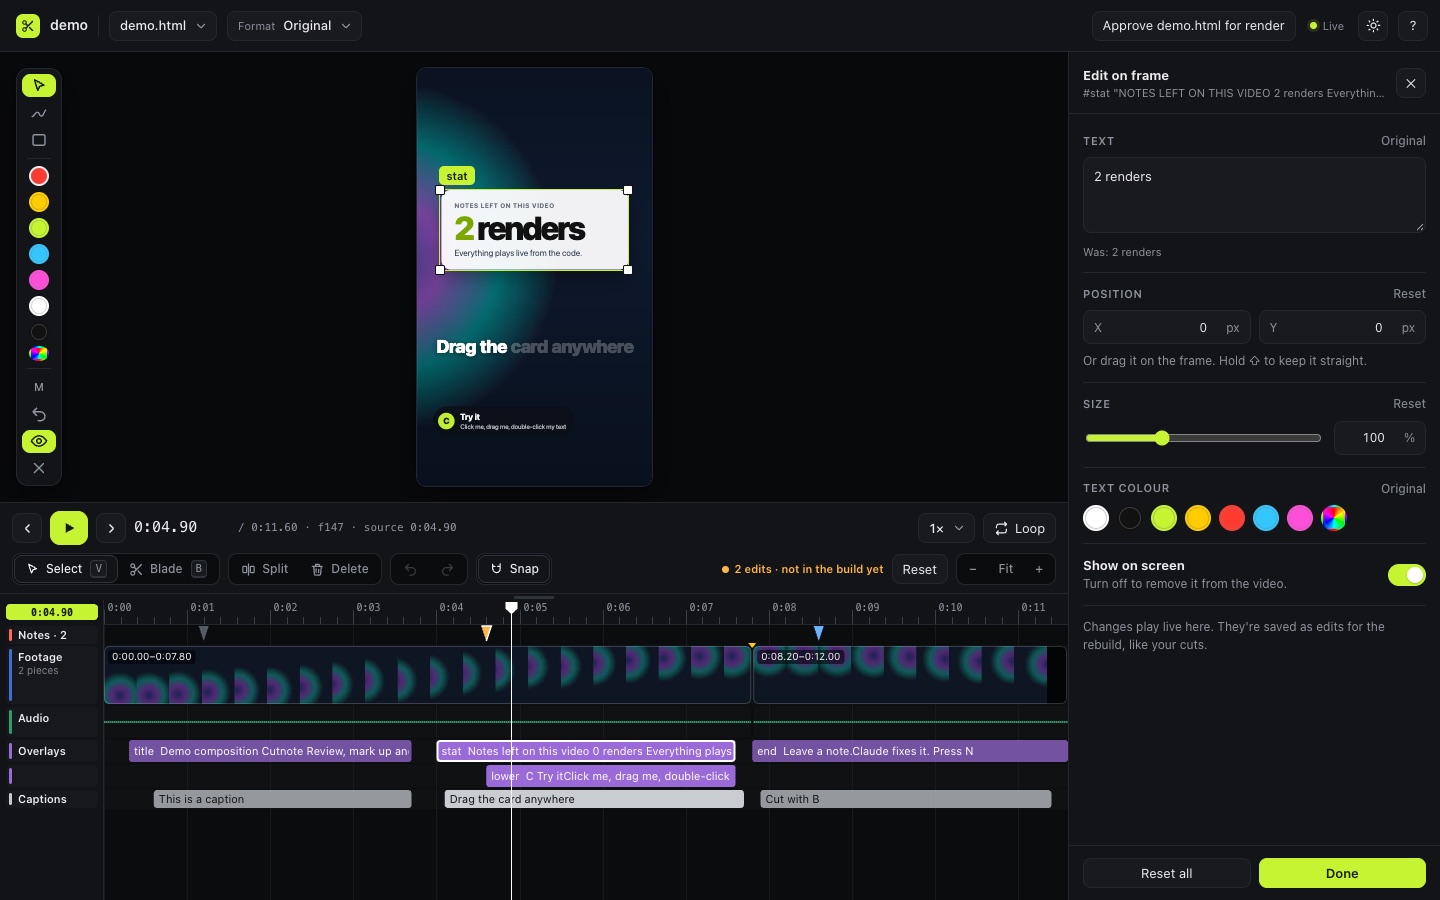 demo
demo.html
Format Original
Approve demo.html for render
Live
?
Edit on frame
#stat "NOTES LEFT ON THIS VIDEO 2 renders Everythin...
TEXT Original
2 renders
Was: 2 renders
POSITION Reset
X 0 px Y 0 px
Or drag it on the frame. Hold ⇧ to keep it straight.
SIZE Reset
100 %
TEXT COLOUR Original
Show on screen
Turn off to remove it from the video.
Changes play live here. They're saved as edits for the
rebuild, like your cuts.
Reset all
Done
M
stat
NOTES LEFT ON THIS VIDEO
2 renders
Everything plays live from the code.
Drag the card anywhere
C
Try it
Click me, drag me, double-click my text
0:04.90 / 0:11.60 · f147 · source 0:04.90
1×
Loop
Select V
Blade B
Split
Delete
Snap
2 edits · not in the build yet
Reset
− Fit +
0:04.90
0:00 0:01 0:02 0:03 0:04 0:05 0:06 0:07 0:08 0:09 0:10 0:11
Notes · 2
Footage
2 pieces
0:00.00–0:07.80
0:08.20–0:12.00
Audio
Overlays
title Demo composition Cutnote Review, mark up an
stat Notes left on this video 0 renders Everything plays
end Leave a note.Claude fixes it. Press N
lower C Try itClick me, drag me, double-click
Captions
This is a caption
Drag the card anywhere
Cut with B